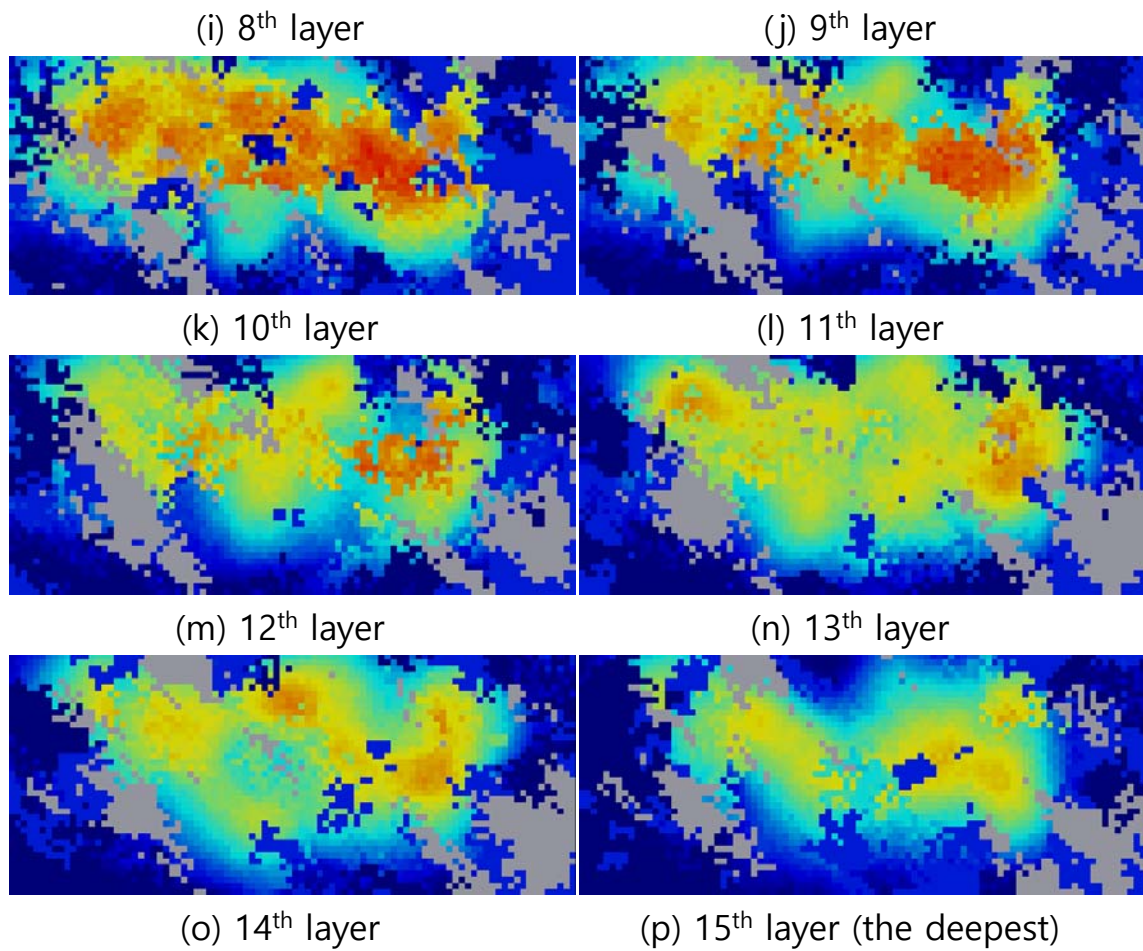 (i) 8th layer
(j) 9th layer
(k) 10th layer
(l) 11th layer
(m) 12th layer
(n) 13th layer
(o) 14th layer
(p) 15th layer (the deepest)